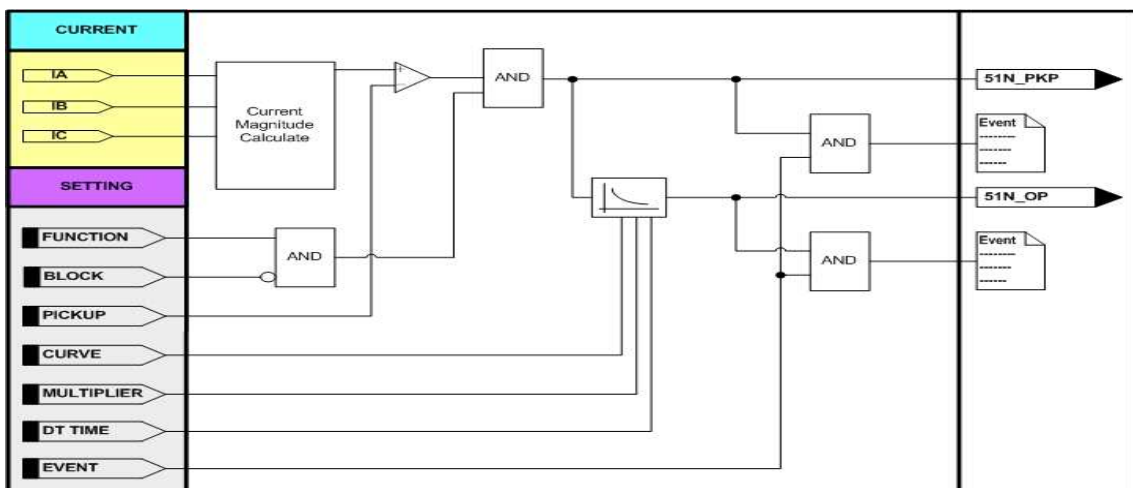 CURRENT
IA
IB
IC
Current
Magnitude
Calculate
AND
51N_PKP
AND
Event
SETTING
51N_OP
FUNCTION
AND
BLOCK
AND
Event
PICKUP
CURVE
MULTIPLIER
DT TIME
EVENT